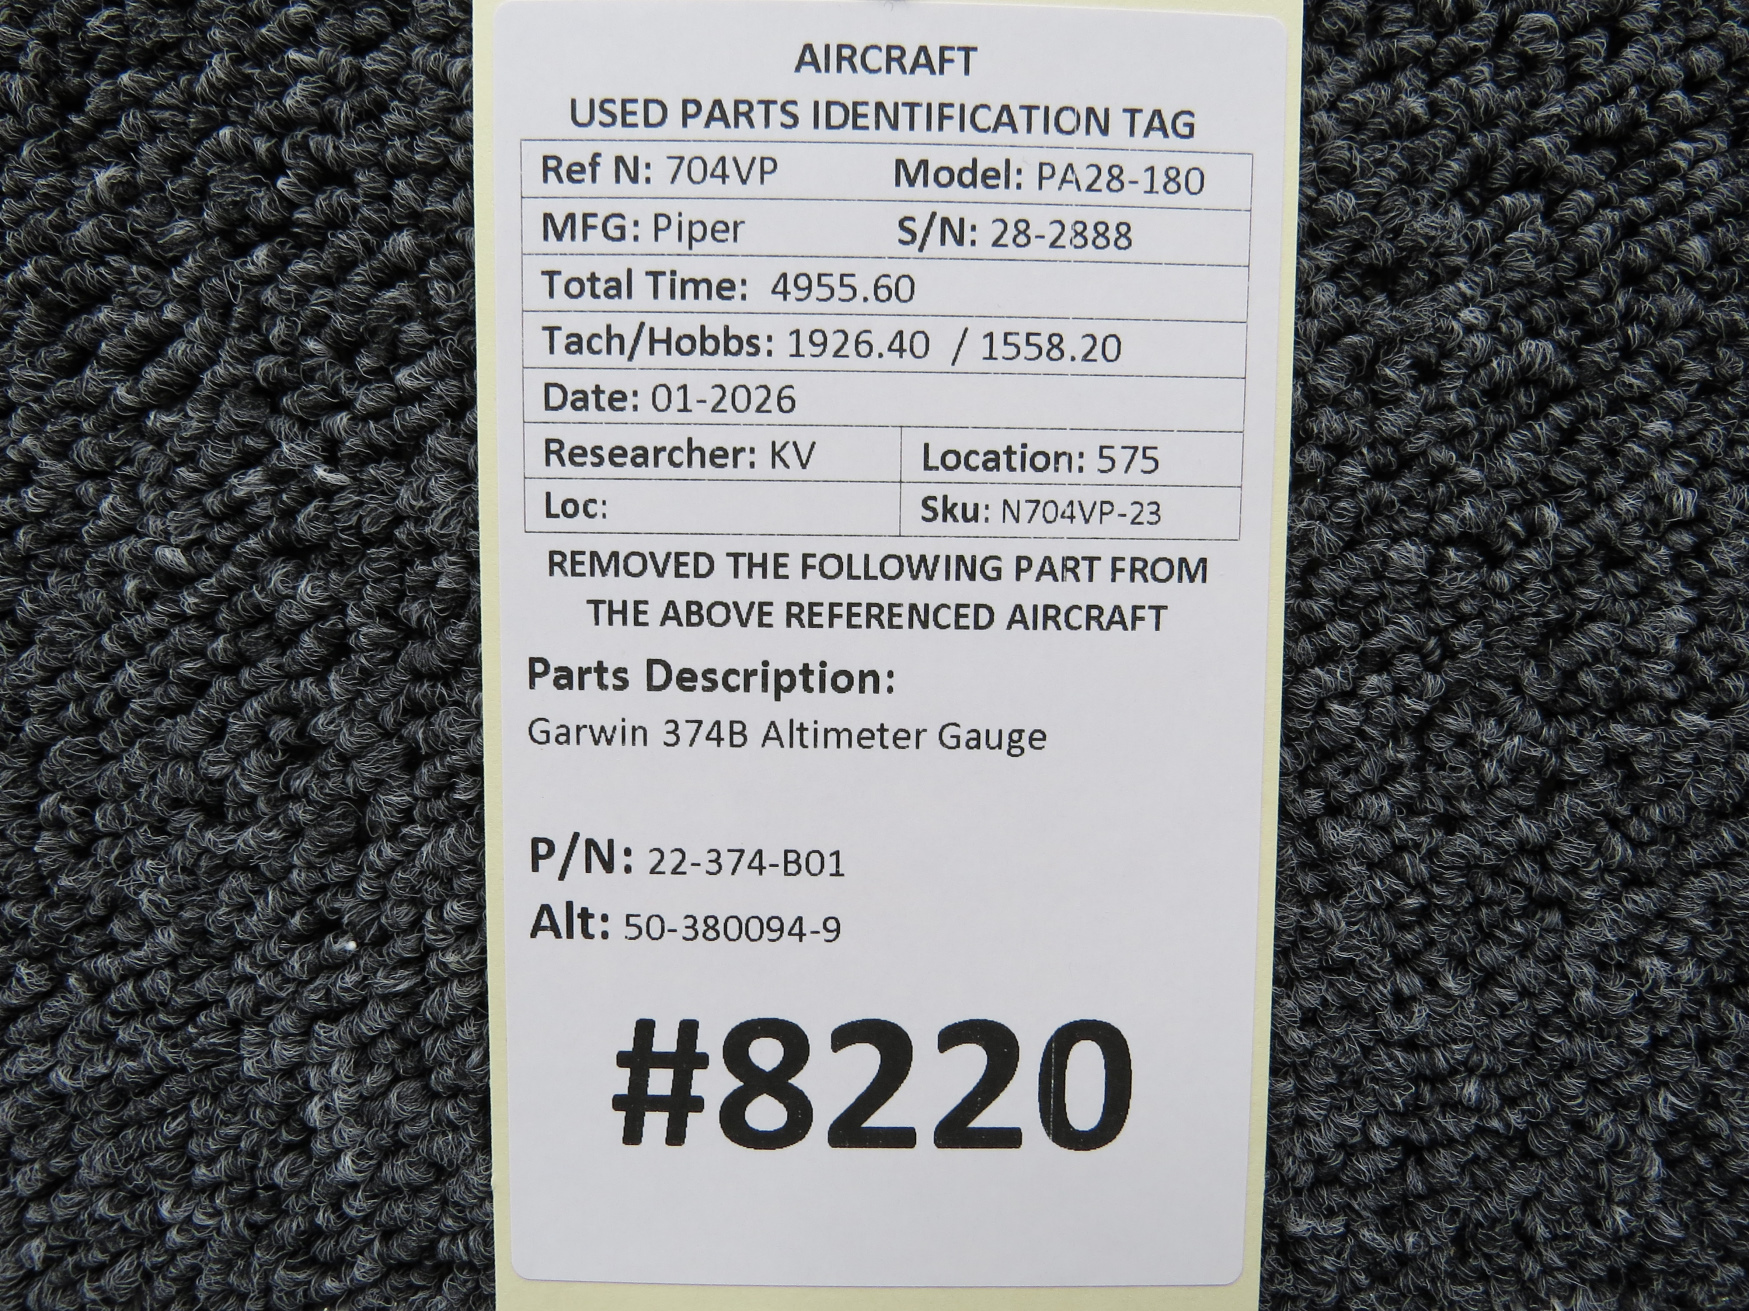 AIRCRAFT
USED PARTS IDENTIFICATION TAG
Ref N: 704VP Model: PA28-180
MFG: Piper S/N: 28-2888
Total Time: 4955.60
Tach/Hobbs: 1926.40 / 1558.20
Date: 01-2026
Researcher: KV Location: 575
Loc: Sku: N704VP-23
REMOVED THE FOLLOWING PART FROM
THE ABOVE REFERENCED AIRCRAFT
Parts Description:
Garwin 374B Altimeter Gauge
P/N: 22-374-B01
Alt: 50-380094-9
#8220